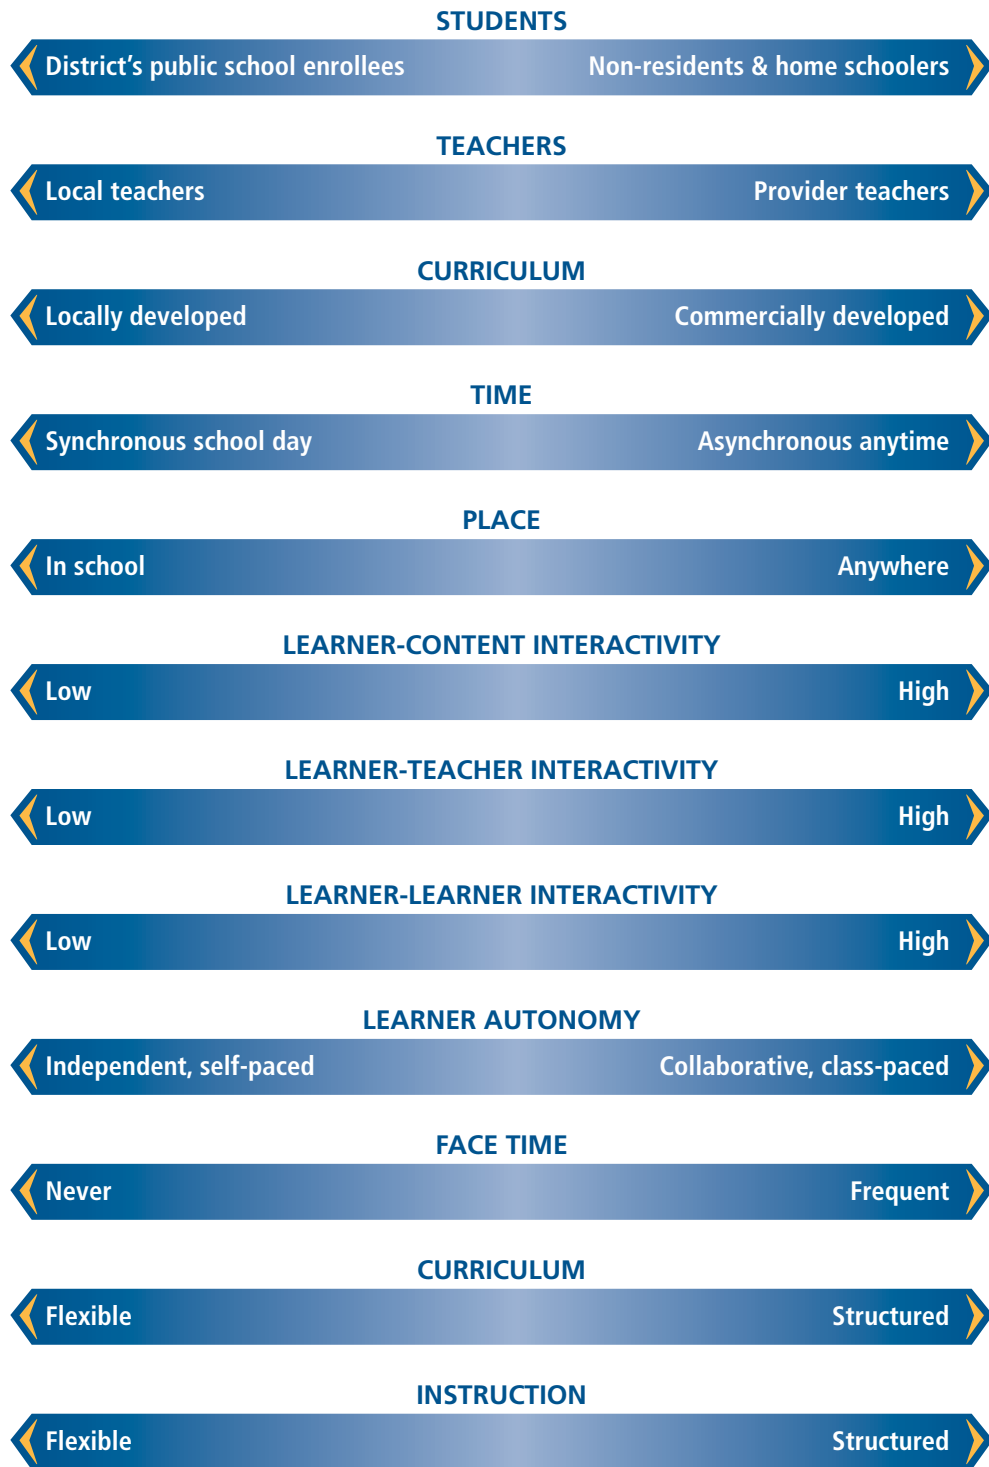 STUDENTS
District’s public school enrollees Non-residents & home schoolers
TEACHERS
Local teachers Provider teachers
CURRICULUM
Locally developed Commercially developed
TIME
Synchronous school day Asynchronous anytime
PLACE
In school Anywhere
LEARNER-CONTENT INTERACTIVITY
Low High
LEARNER-TEACHER INTERACTIVITY
Low High
LEARNER-LEARNER INTERACTIVITY
Low High
LEARNER AUTONOMY
Independent, self-paced Collaborative, class-paced
FACE TIME
Never Frequent
CURRICULUM
Flexible Structured
INSTRUCTION
Flexible Structured